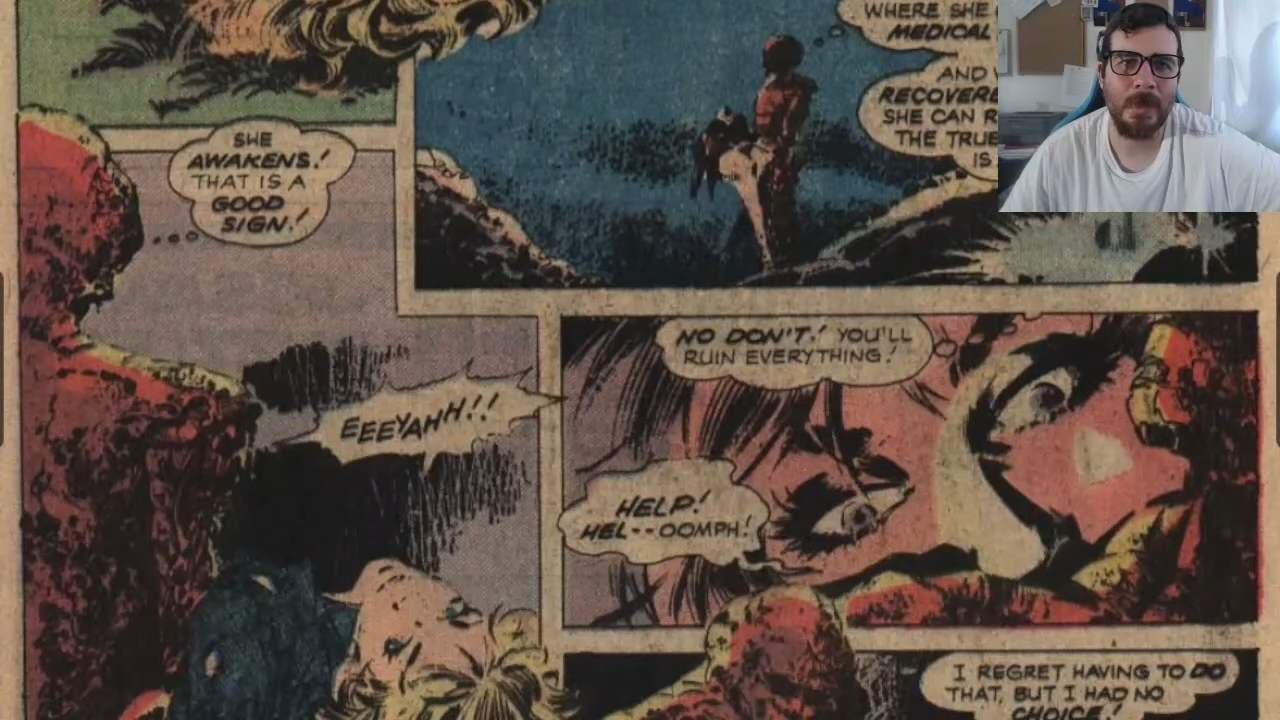 WHERE SHE
MEDICAL
AND
RECOVERE
SHE CAN R
THE TRUE
IS
SHE
AWAKENS!
THAT IS A
GOOD
SIGN!
EEEYAHH!!
NO DON'T! YOU'LL
RUIN EVERYTHING!
HELP!
HEL--OOMPH!
I REGRET HAVING TO DO
THAT, BUT I HAD NO
CHOICE!